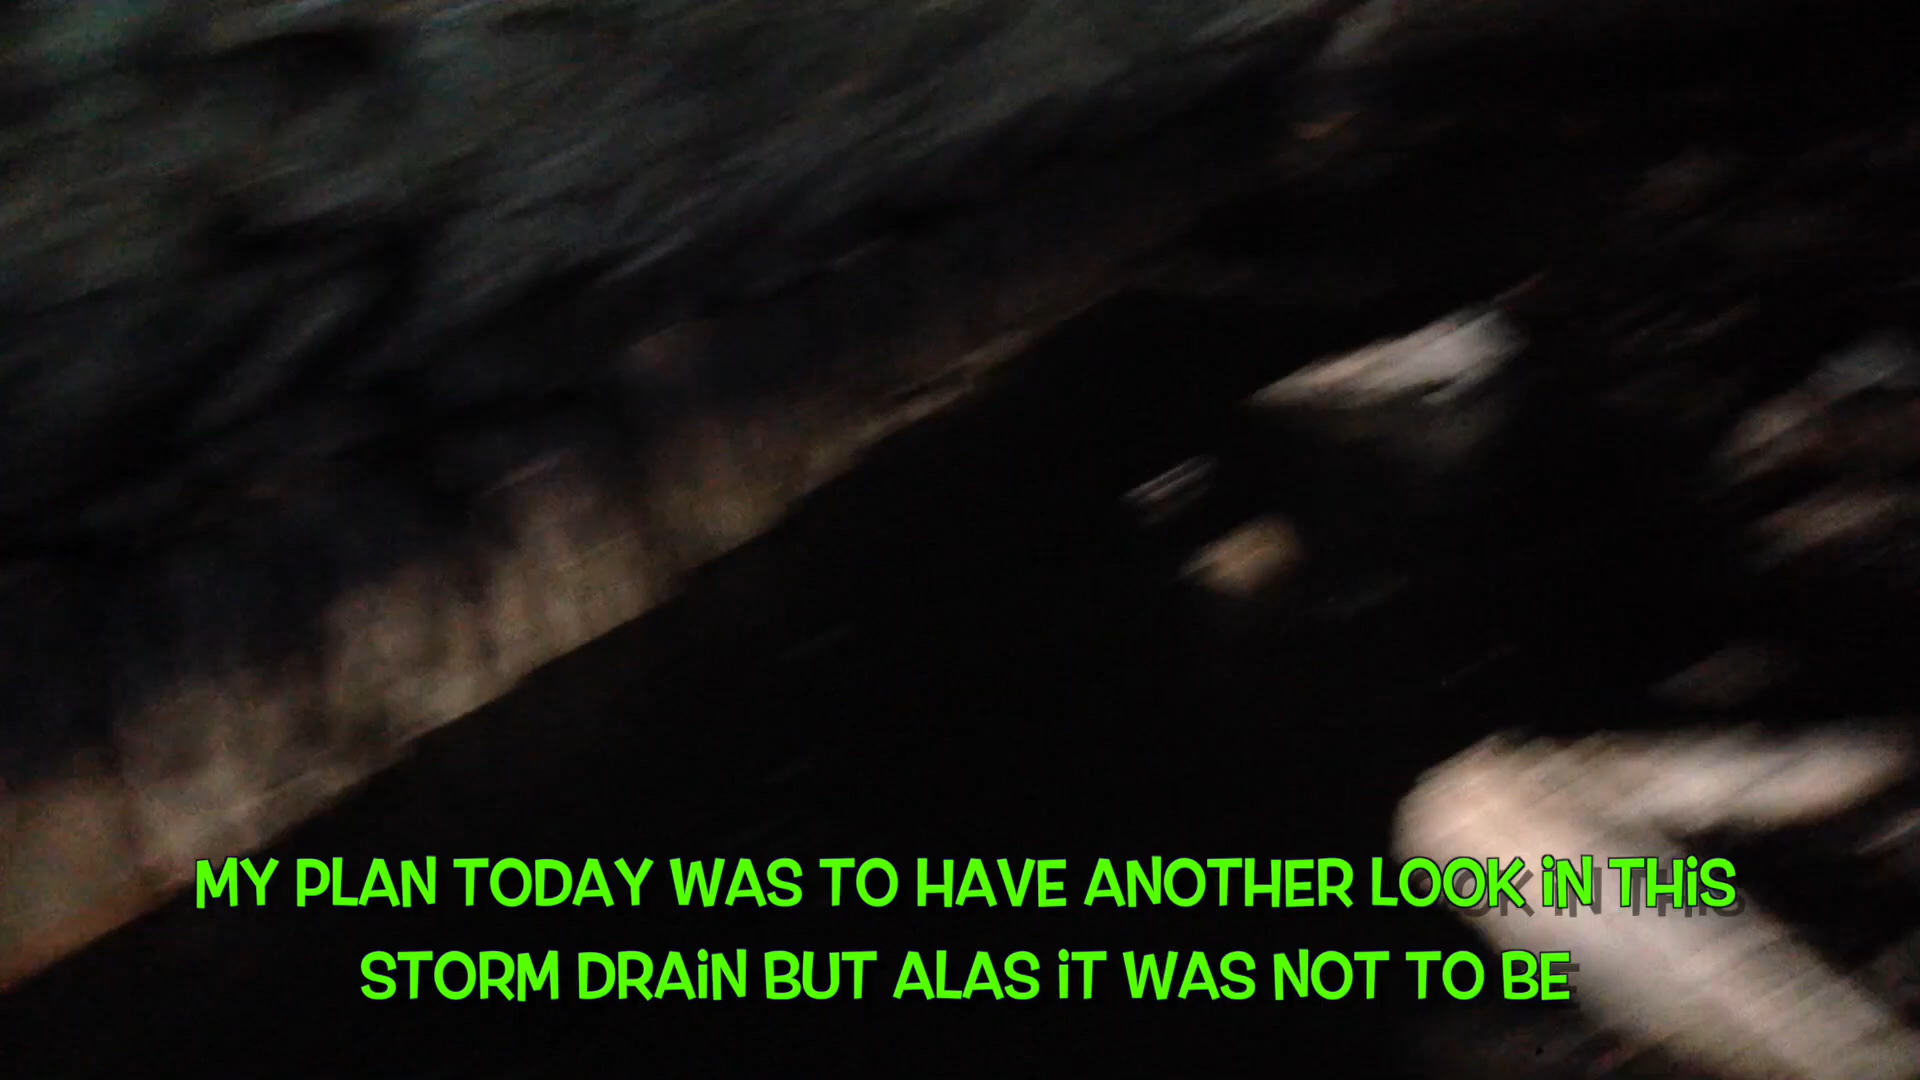 MY PLAN TODAY WAS TO HAVE ANOTHER LOOK iN THiS
STORM DRAiN BUT ALAS iT WAS NOT TO BE